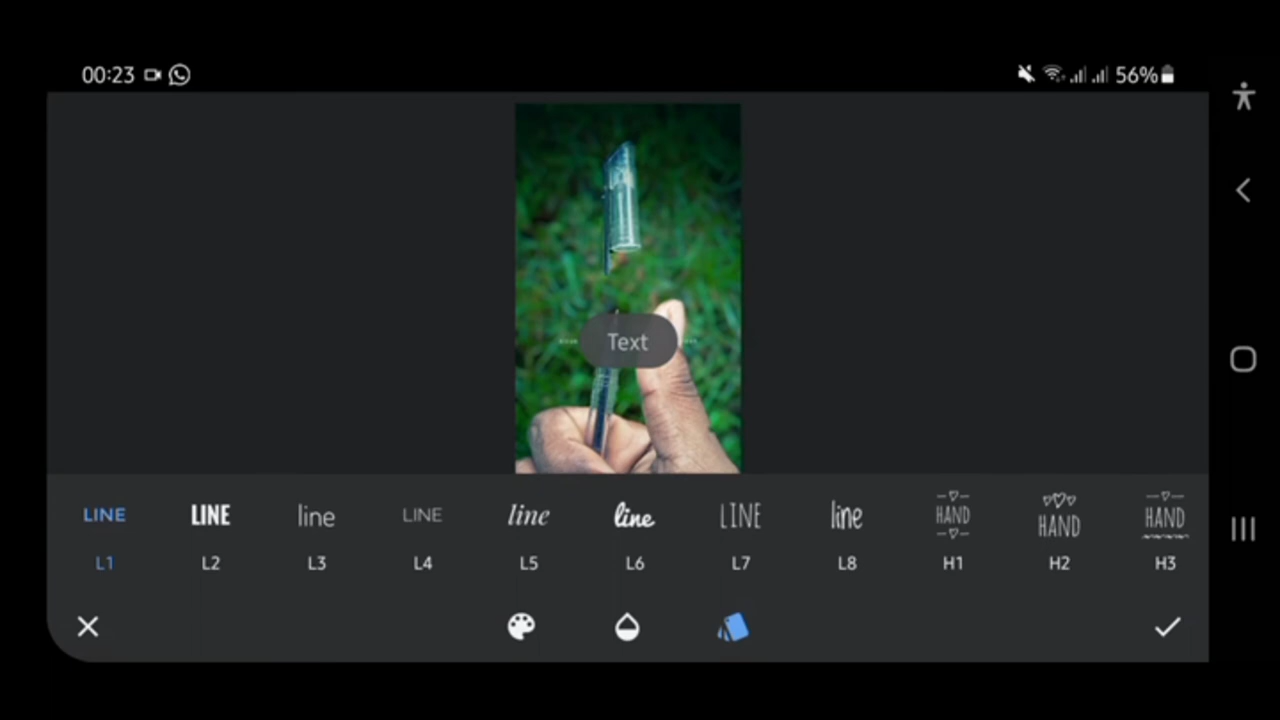 00:23
56%
Text
LINE LINE line LINE line line LINE line HAND HAND HAND
L1 L2 L3 L4 L5 L6 L7 L8 H1 H2 H3